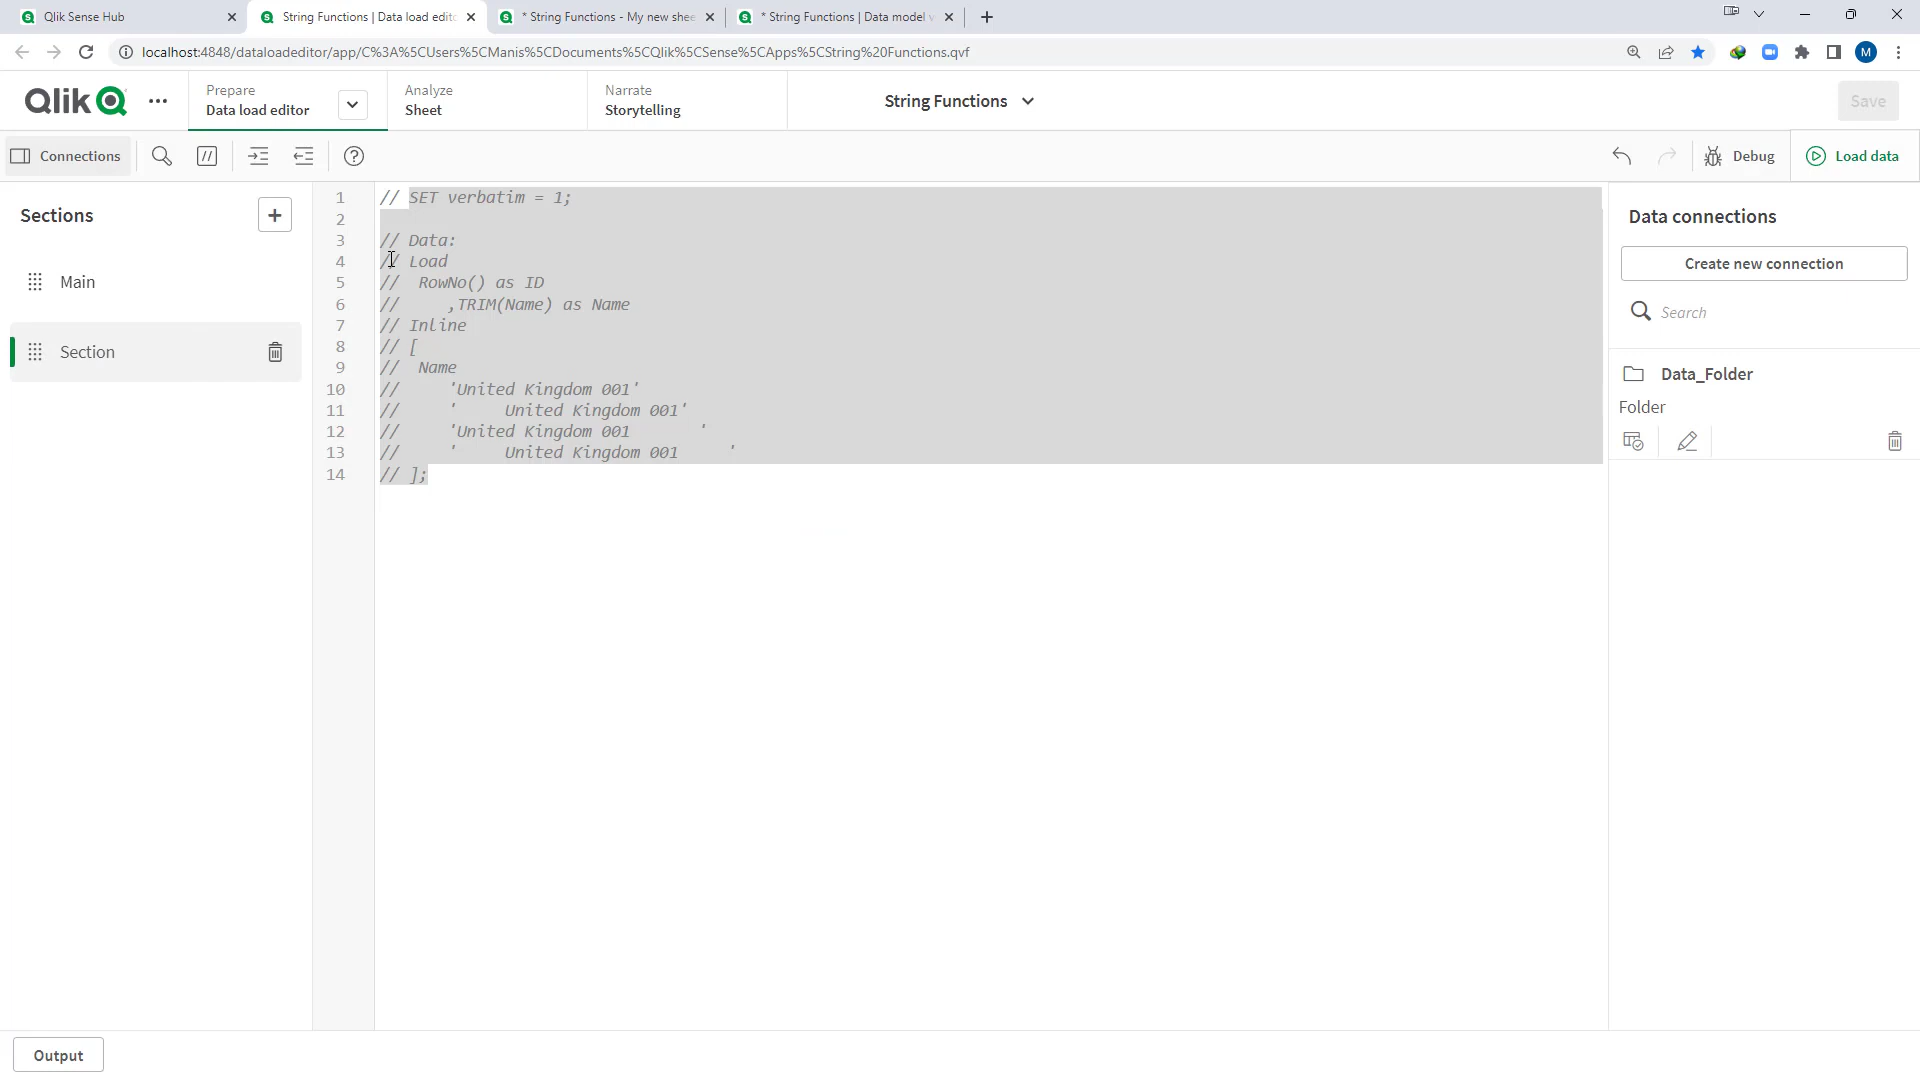 Qlik Sense Hub
String Functions | Data load edito
* String Functions - My new shee
* String Functions | Data model v
localhost:4848/dataloadeditor/app/C%3A%5CUsers%5CManis%5CDocuments%5CQlik%5CSense%5CApps%5CString%20Functions.qvf
M
Qlik
Prepare
Data load editor
Analyze
Sheet
Narrate
Storytelling
String Functions
Save
Connections
Debug
Load data
Sections
Main
Section
1 // SET verbatim = 1;
2
3 // Data:
4 // Load
5 // RowNo() as ID
6 // ,TRIM(Name) as Name
7 // Inline
8 // [
9 // Name
10 // 'United Kingdom 001'
11 // '     United Kingdom 001'
12 // 'United Kingdom 001       '
13 // '     United Kingdom 001     '
14 // ];
Data connections
Create new connection
Search
Data_Folder
Folder
Output